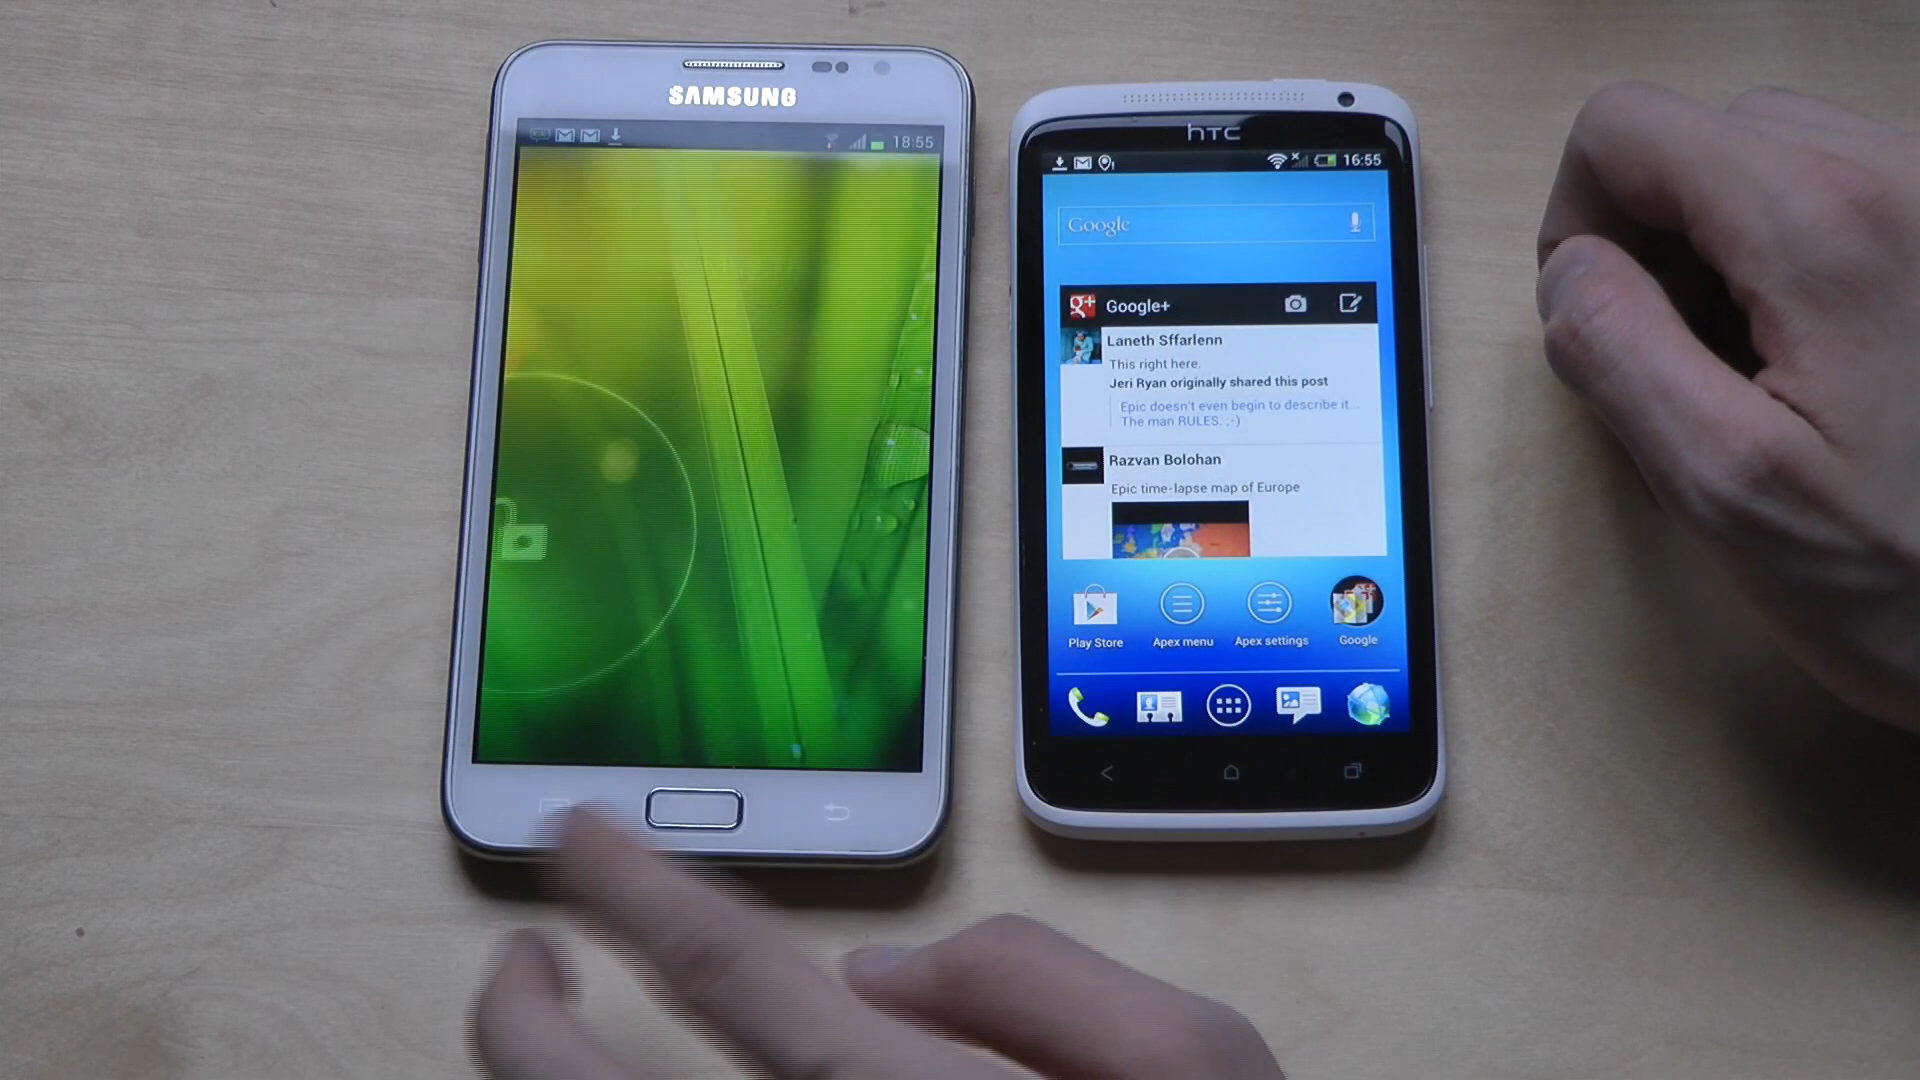 SAMSUNG
18:55
hTC
16:55
Google
g+ Google+
Laneth Sffarlenn
This right here.
Jeri Ryan originally shared this post
Epic doesn't even begin to describe it...
The man RULES. ;-)
Razvan Bolohan
Epic time-lapse map of Europe
Play Store
Apex menu
Apex settings
Google